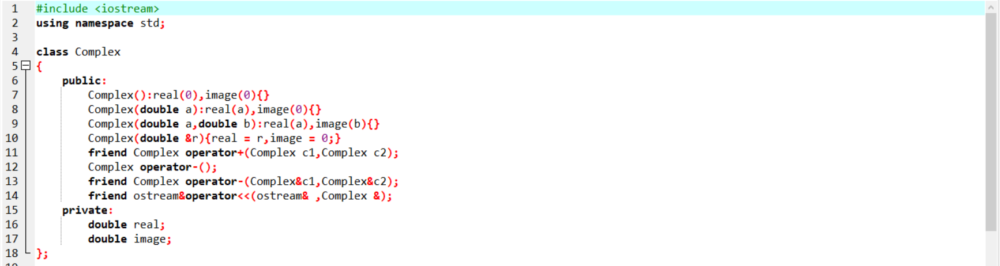 1 #include <iostream>
2 using namespace std;
3
4 class Complex
5 {
6 public:
7 Complex():real(0),image(0){}
8 Complex(double a):real(a),image(0){}
9 Complex(double a,double b):real(a),image(b){}
10 Complex(double &r){real = r,image = 0;}
11 friend Complex operator+(Complex c1,Complex c2);
12 Complex operator-();
13 friend Complex operator-(Complex&c1,Complex&c2);
14 friend ostream&operator<<(ostream& ,Complex &);
15 private:
16 double real;
17 double image;
18 };